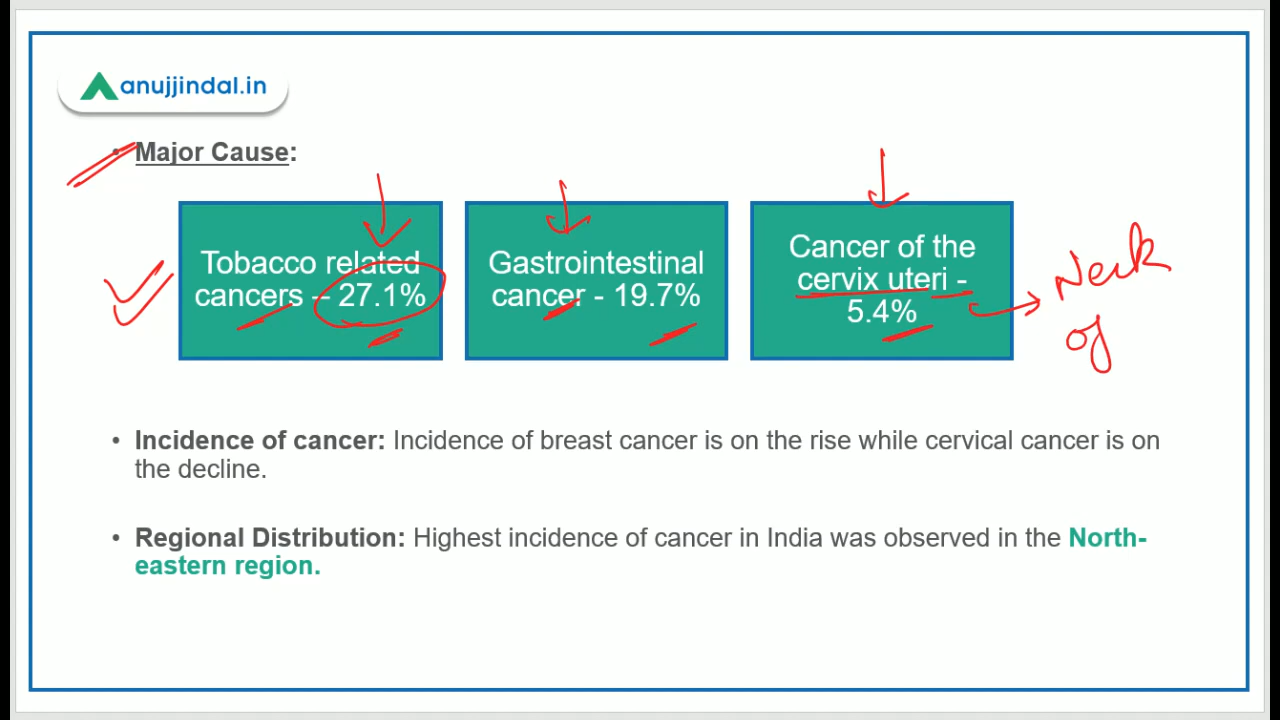 anujjindal.in
• Major Cause:
Tobacco related
cancers – 27.1%
Gastrointestinal
cancer - 19.7%
Cancer of the
cervix uteri -
5.4%
Neck
of
• Incidence of cancer: Incidence of breast cancer is on the rise while cervical cancer is on
the decline.
• Regional Distribution: Highest incidence of cancer in India was observed in the North-
eastern region.